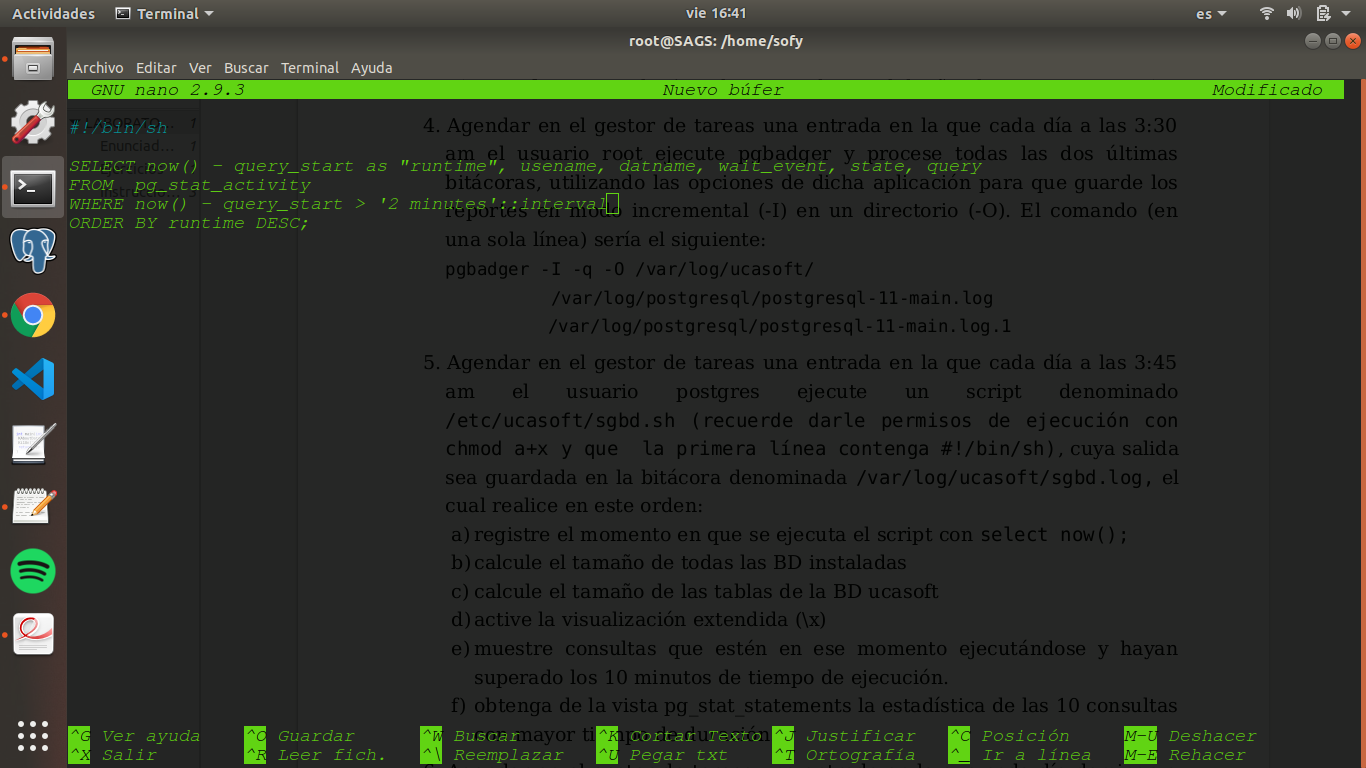 Actividades Terminal vie 16:41 es
root@SAGS: /home/sofy
Archivo Editar Ver Buscar Terminal Ayuda
GNU nano 2.9.3 Nuevo búfer Modificado
#!/bin/sh
SELECT now() - query_start as "runtime", usename, datname, wait_event, state, query
FROM pg_stat_activity
WHERE now() - query_start > '2 minutes'::interval
ORDER BY runtime DESC;
1
Enunciad... 1
4. Agendar en el gestor de tareas una entrada en la que cada día a las 3:30
am el usuario root ejecute pgbadger y procese todas las dos últimas
bitácoras, utilizando las opciones de dicha aplicación para que guarde los
reportes en modo incremental (-I) en un directorio (-O). El comando (en
una sola línea) sería el siguiente:
pgbadger -I -q -O /var/log/ucasoft/
/var/log/postgresql/postgresql-11-main.log
/var/log/postgresql/postgresql-11-main.log.1
5. Agendar en el gestor de tareas una entrada en la que cada día a las 3:45
am el usuario postgres ejecute un script denominado
/etc/ucasoft/sgbd.sh (recuerde darle permisos de ejecución con
chmod a+x y que la primera línea contenga #!/bin/sh), cuya salida
sea guardada en la bitácora denominada /var/log/ucasoft/sgbd.log, el
cual realice en este orden:
a) registre el momento en que se ejecuta el script con select now();
b) calcule el tamaño de todas las BD instaladas
c) calcule el tamaño de las tablas de la BD ucasoft
d) active la visualización extendida (\x)
e) muestre consultas que estén en ese momento ejecutándose y hayan
superado los 10 minutos de tiempo de ejecución.
f) obtenga de la vista pg_stat_statements la estadística de las 10 consultas
mayor
^G Ver ayuda ^O Guardar ^W Buscar ^K Cortar Texto ^J Justificar ^C Posición M-U Deshacer
^X Salir ^R Leer fich. ^\ Reemplazar ^U Pegar txt ^T Ortografía ^_ Ir a línea M-E Rehacer